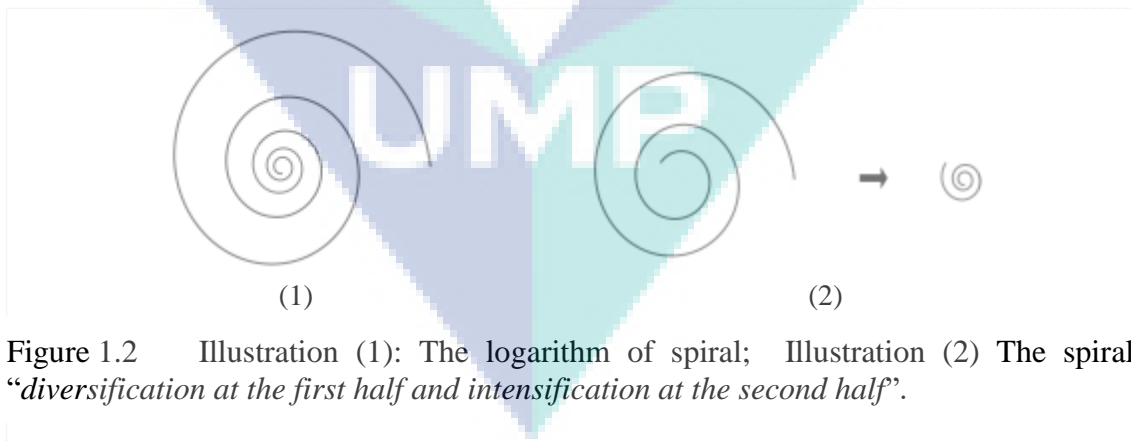 UMP
(1) (2)
Figure 1.2 Illustration (1): The logarithm of spiral; Illustration (2) The spiral
“diversification at the first half and intensification at the second half”.